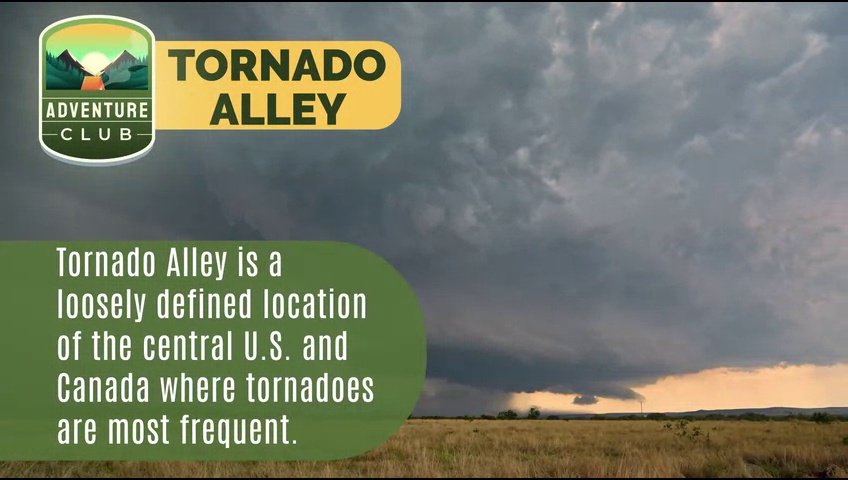 ADVENTURE
CLUB
TORNADO
ALLEY
Tornado Alley is a
loosely defined location
of the central U.S. and
Canada where tornadoes
are most frequent.